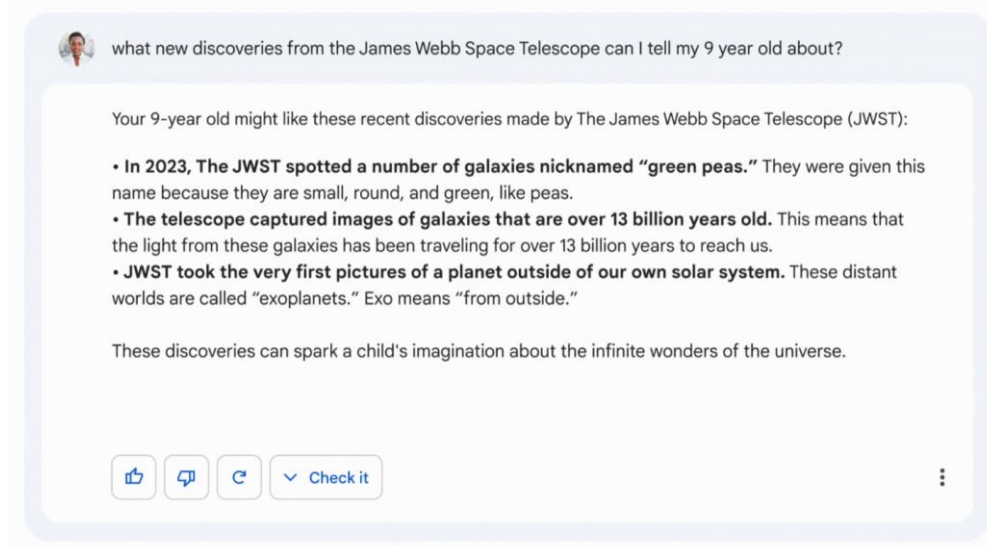 what new discoveries from the James Webb Space Telescope can I tell my 9 year old about?
Your 9-year old might like these recent discoveries made by The James Webb Space Telescope (JWST):
• In 2023, The JWST spotted a number of galaxies nicknamed “green peas.” They were given this
name because they are small, round, and green, like peas.
• The telescope captured images of galaxies that are over 13 billion years old. This means that
the light from these galaxies has been traveling for over 13 billion years to reach us.
• JWST took the very first pictures of a planet outside of our own solar system. These distant
worlds are called “exoplanets.” Exo means “from outside.”
These discoveries can spark a child's imagination about the infinite wonders of the universe.
Check it